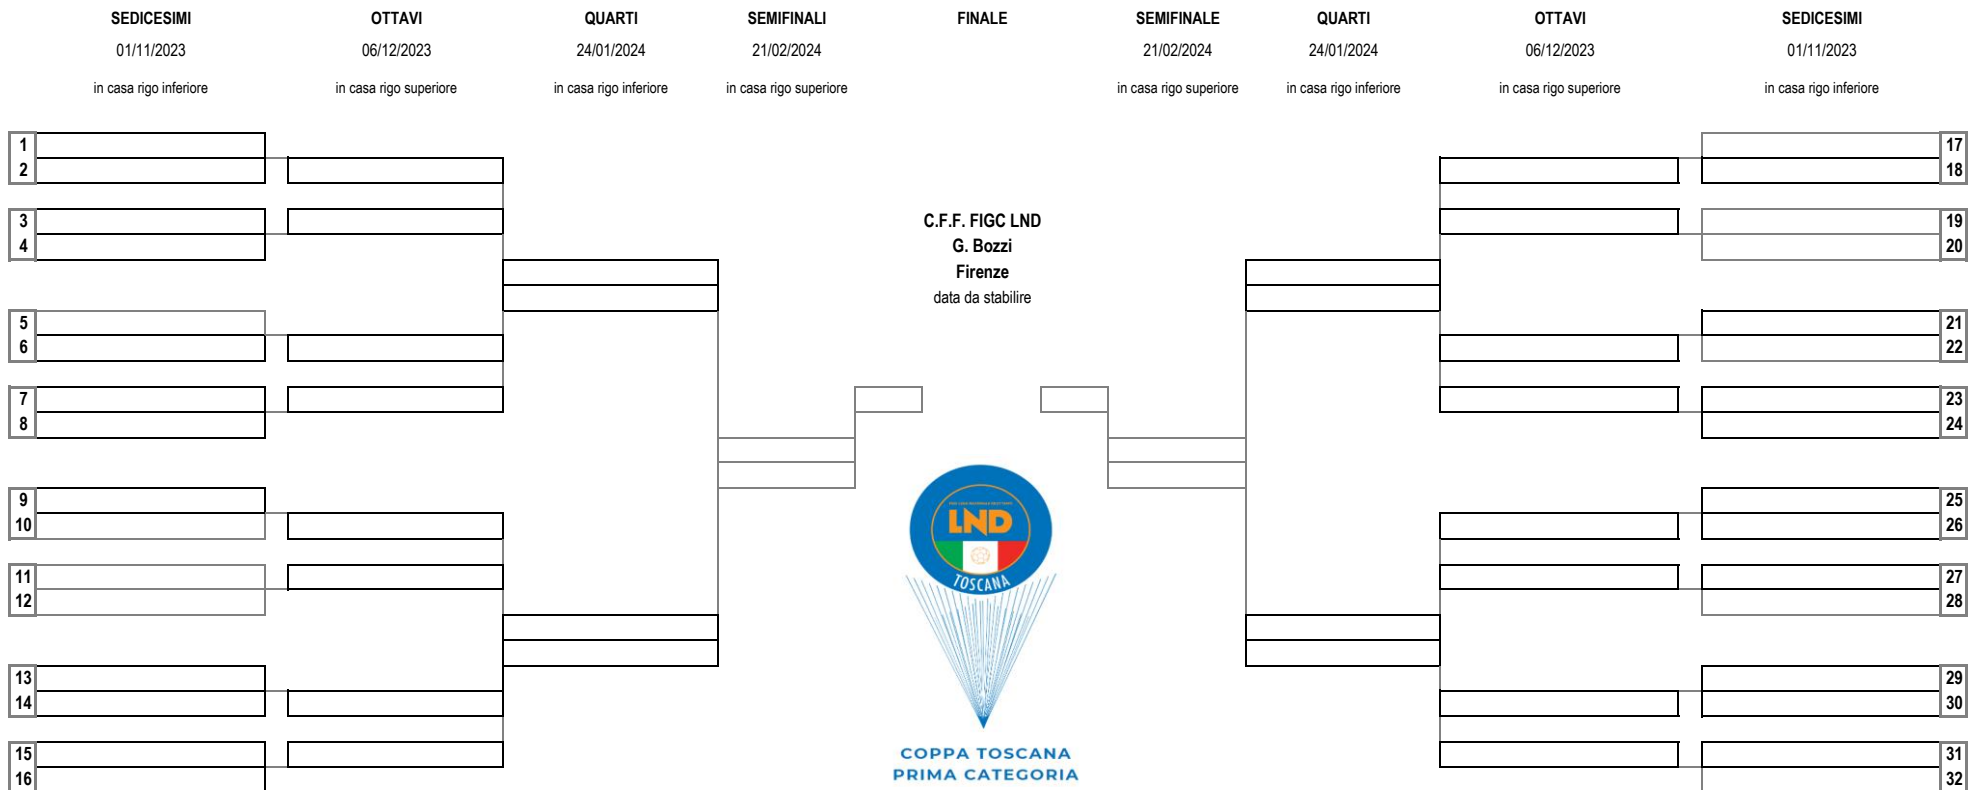 SEDICESIMI OTTAVI QUARTI SEMIFINALI FINALE SEMIFINALE QUARTI OTTAVI SEDICESIMI
01/11/2023 06/12/2023 24/01/2024 21/02/2024 21/02/2024 24/01/2024 06/12/2023 01/11/2023
in casa rigo inferiore in casa rigo superiore in casa rigo inferiore in casa rigo superiore in casa rigo superiore in casa rigo inferiore in casa rigo superiore in casa rigo inferiore
1 17
2 18
3 C.F.F. FIGC LND 19
4 G. Bozzi 20
Firenze
data da stabilire
5 21
6 22
7 23
8 24
9 25
10 LND 26
11 TOSCANA 27
12 28
13 29
14 30
15 COPPA TOSCANA 31
16 PRIMA CATEGORIA 32